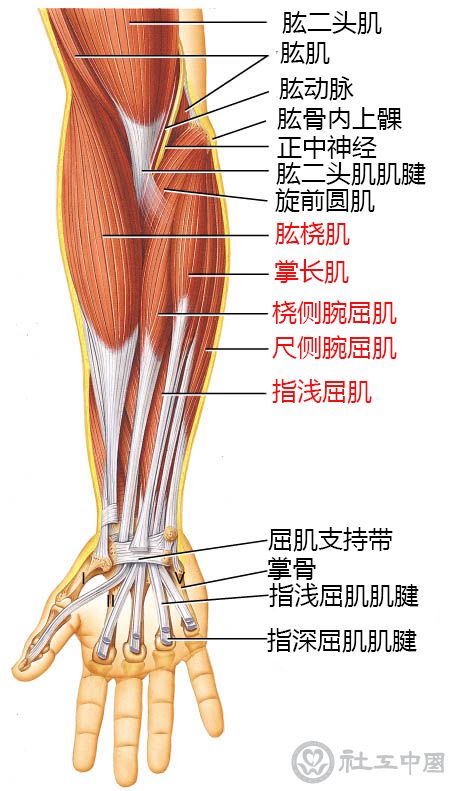 肱二头肌
肱肌
肱动脉
肱骨内上髁
正中神经
肱二头肌肌腱
旋前圆肌
肱桡肌
掌长肌
桡侧腕屈肌
尺侧腕屈肌
指浅屈肌
屈肌支持带
掌骨
I
II
V
指浅屈肌肌腱
指深屈肌肌腱
社工中国